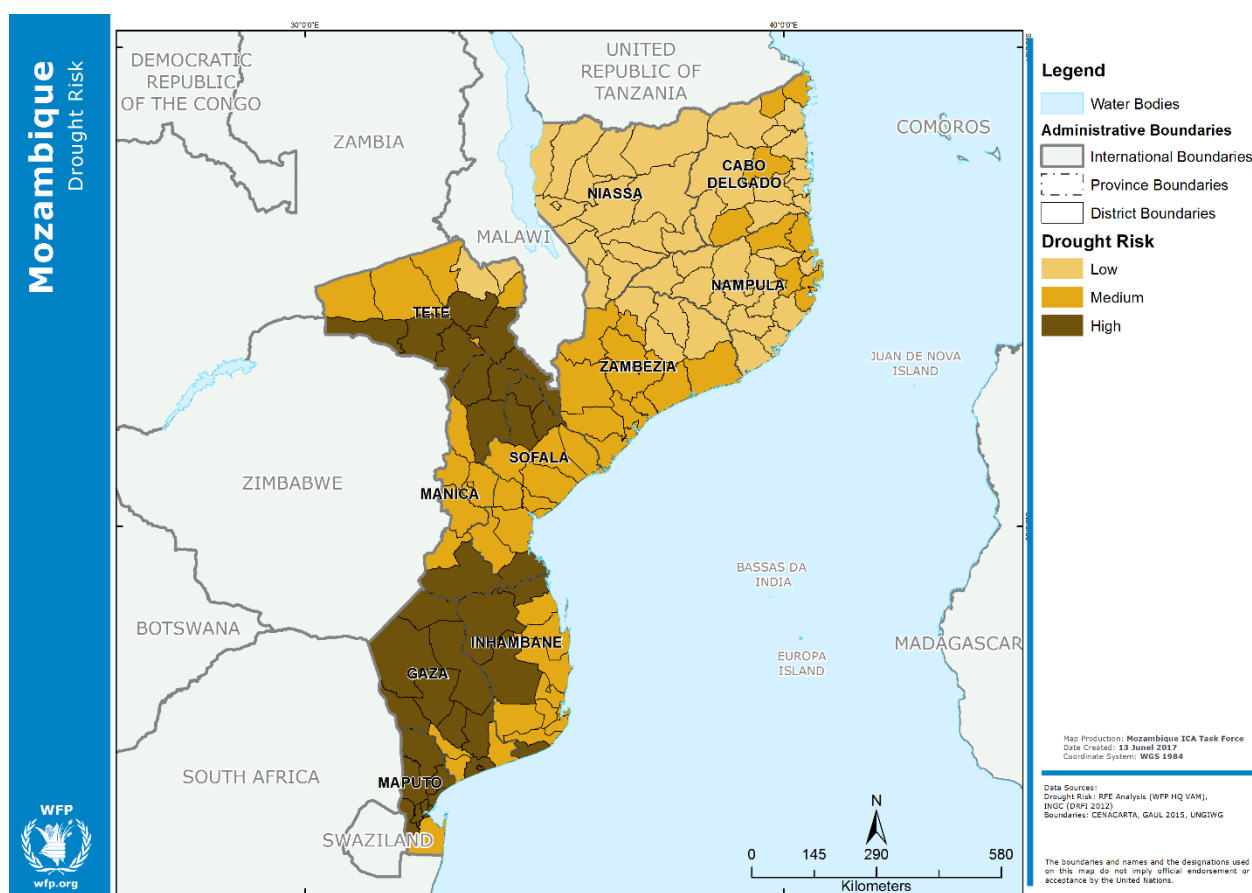 Mozambique
Drought Risk
WFP
wfp.org
30°0'0"E
40°0'0"E
DEMOCRATIC
REPUBLIC
OF THE CONGO
UNITED
REPUBLIC OF
TANZANIA
ZAMBIA
COMOROS
CABO
DELGADO
NIASSA
MALAWI
NAMPULA
TETE
JUAN DE NOVA
ISLAND
ZAMBEZIA
SOFALA
ZIMBABWE
MANICA
BASSAS DA
INDIA
BOTSWANA
INHAMBANE
MADAGASCAR
EUROPA
ISLAND
GAZA
SOUTH AFRICA
MAPUTO
SWAZILAND
N
0 145 290 580
Kilometers
Legend
Water Bodies
Administrative Boundaries
International Boundaries
Province Boundaries
District Boundaries
Drought Risk
Low
Medium
High
Map Production: Mozambique ICA Task Force
Date Created: 13 Junel 2017
Coordinate System: WGS 1984
Data Sources:
Drought Risk: RFE Analysis (WFP HQ VAM),
INGC (DRFI 2012)
Boundaries: CENACARTA, GAUL 2015, UNGIWG
The boundaries and names and the designations used
on this map do not imply official endorsement or
acceptance by the United Nations.